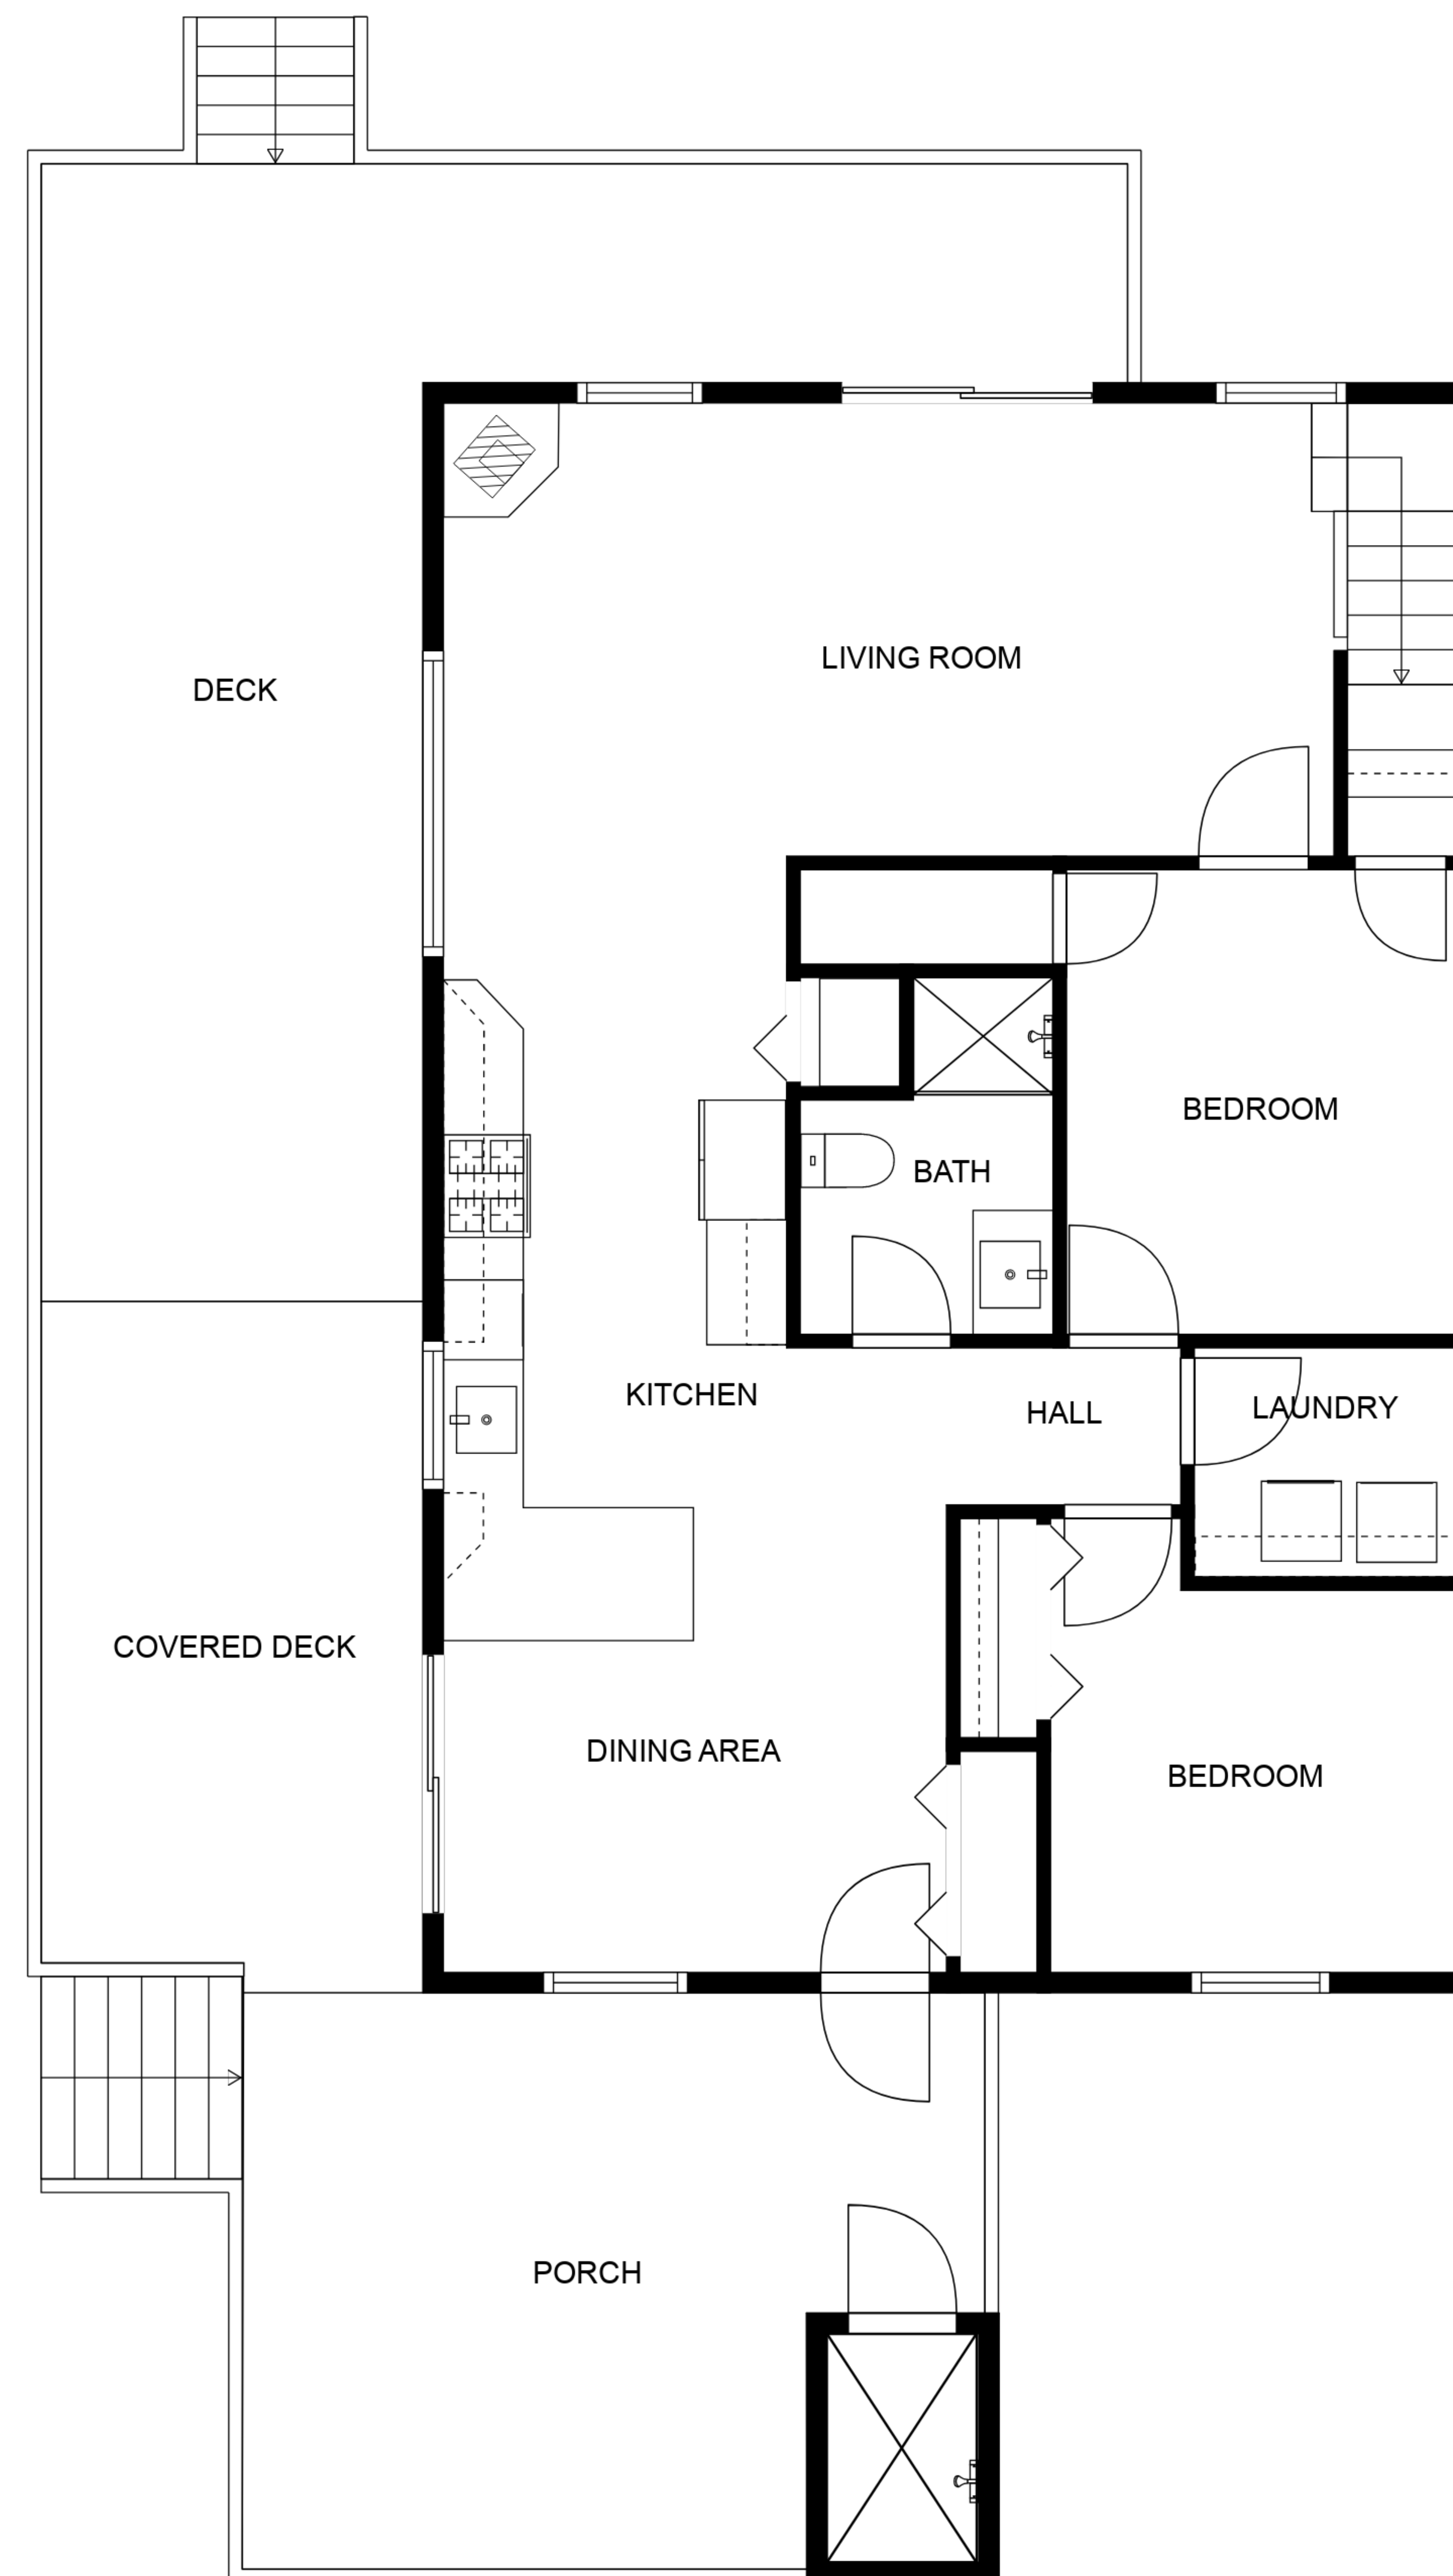 LIVING ROOM
DECK
BEDROOM
BATH
KITCHEN
HALL
LAUNDRY
COVERED DECK
DINING AREA
BEDROOM
PORCH